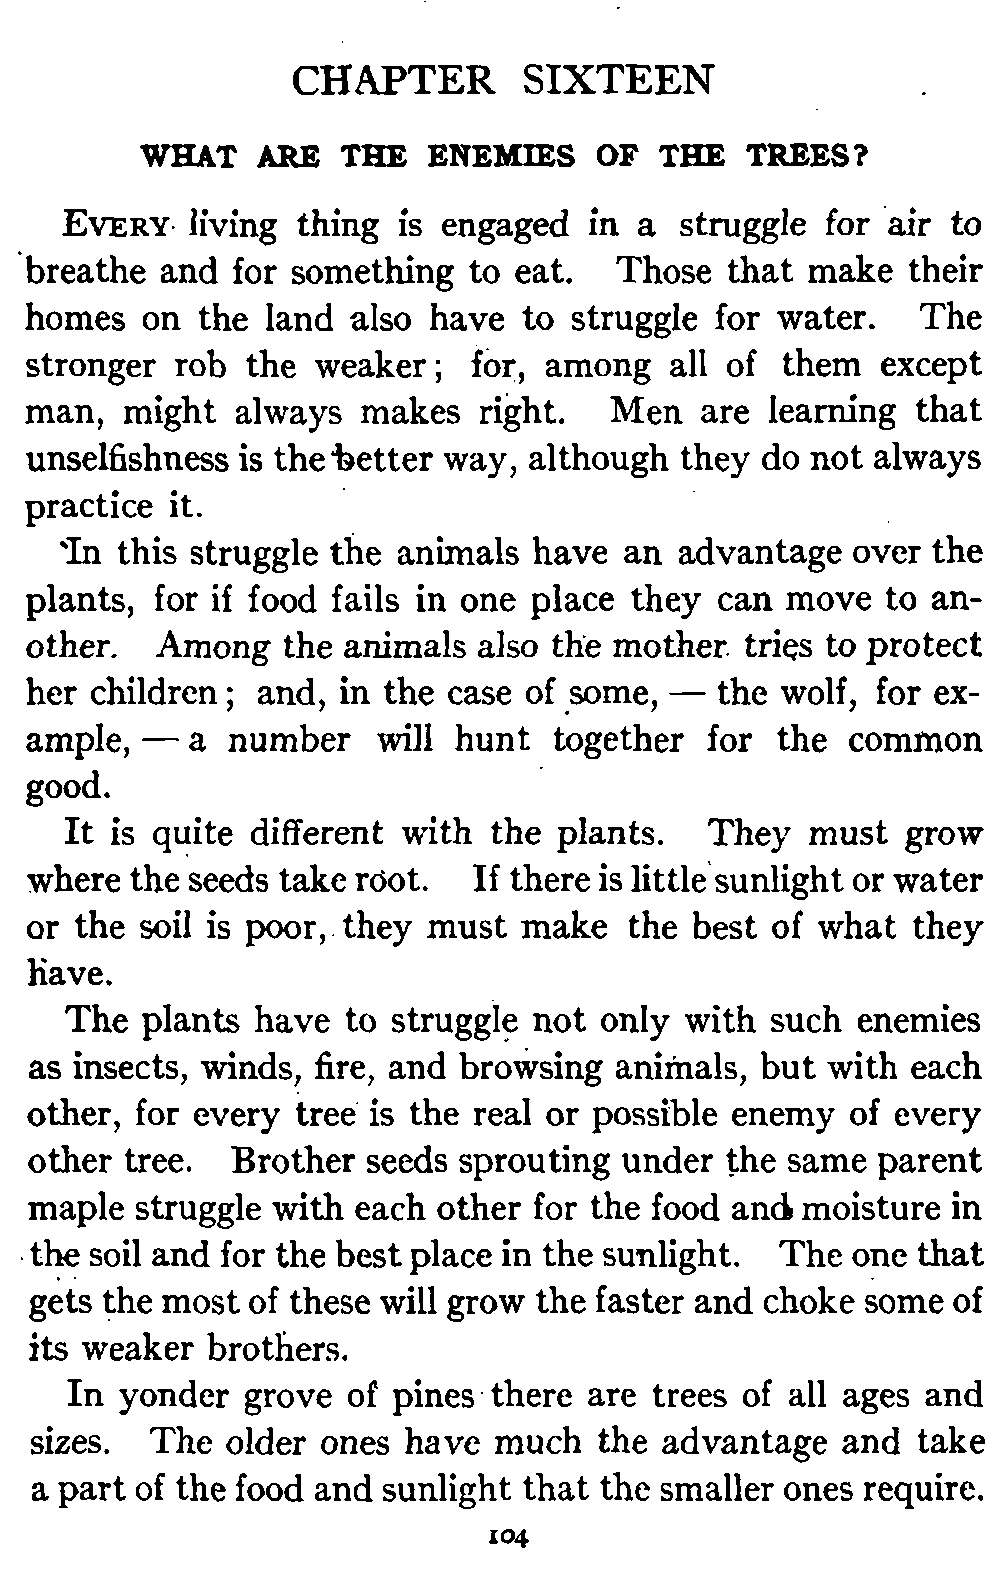 CHAPTER SIXTEEN
WHAT ARE THE ENEMIES OF THE TREES?
EVERY living thing is engaged in a struggle for air to
breathe and for something to eat. Those that make their
homes on the land also have to struggle for water. The
stronger rob the weaker; for, among all of them except
man, might always makes right. Men are learning that
unselfishness is the better way, although they do not always
practice it.
In this struggle the animals have an advantage over the
plants, for if food fails in one place they can move to an-
other. Among the animals also the mother tries to protect
her children; and, in the case of some, — the wolf, for ex-
ample, — a number will hunt together for the common
good.
It is quite different with the plants. They must grow
where the seeds take root. If there is little sunlight or water
or the soil is poor, they must make the best of what they
have.
The plants have to struggle not only with such enemies
as insects, winds, fire, and browsing animals, but with each
other, for every tree is the real or possible enemy of every
other tree. Brother seeds sprouting under the same parent
maple struggle with each other for the food and moisture in
the soil and for the best place in the sunlight. The one that
gets the most of these will grow the faster and choke some of
its weaker brothers.
In yonder grove of pines there are trees of all ages and
sizes. The older ones have much the advantage and take
a part of the food and sunlight that the smaller ones require.
104